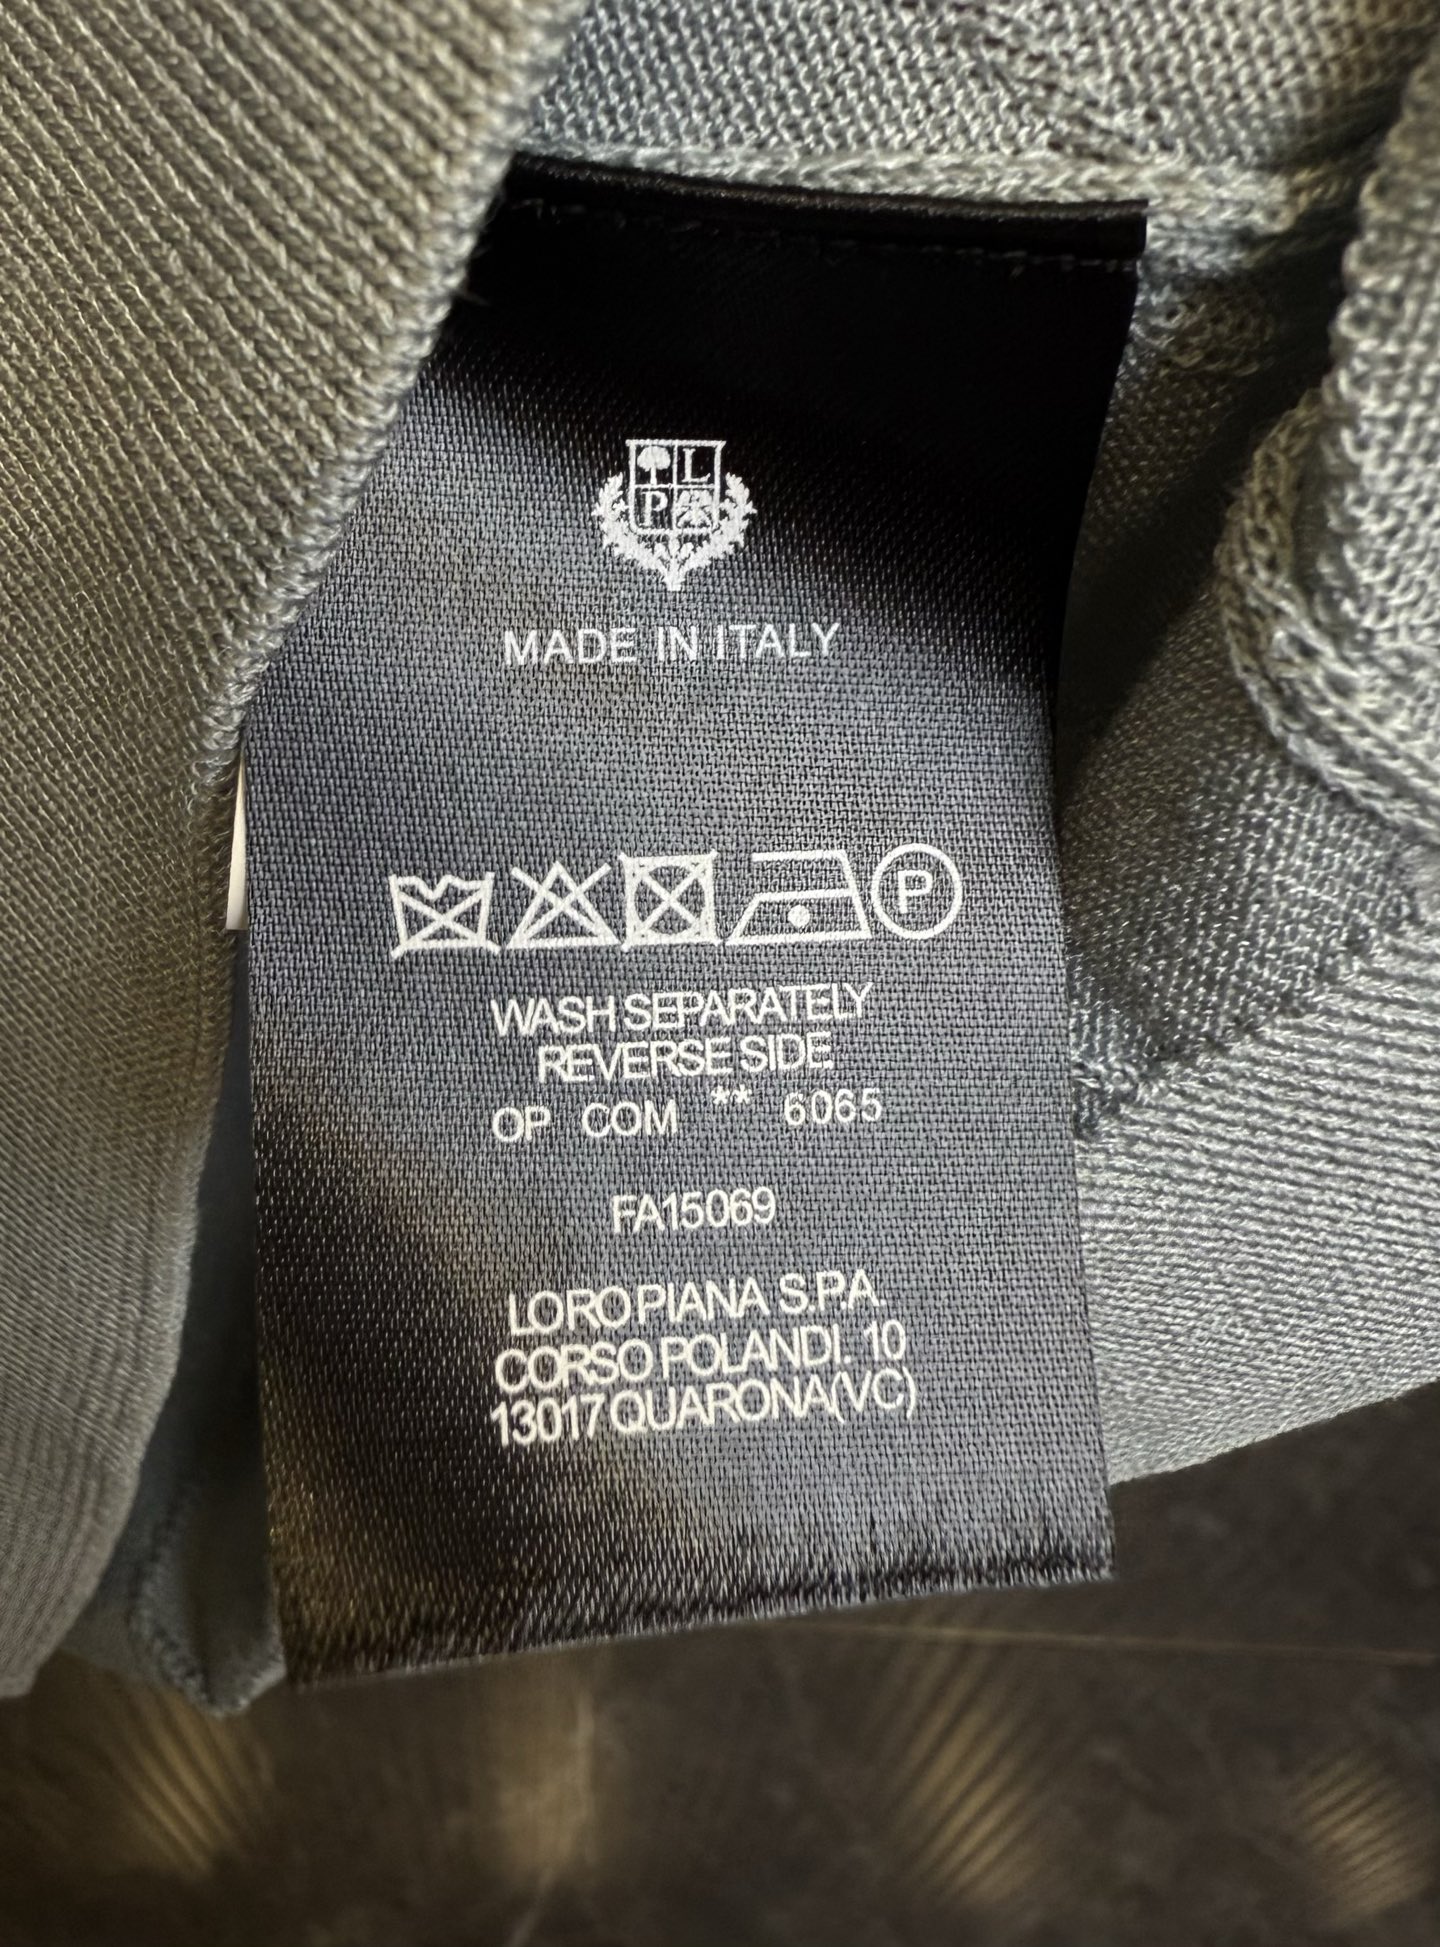 L
P
MADE IN ITALY
P
WASH SEPARATELY
REVERSE SIDE
OP COM ** 6065
FA15069
LORO PIANA S.P.A.
CORSO POLANDI. 10
13017 QUARONA(VC)